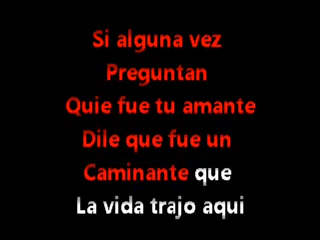 Si alguna vez
Preguntan
Quie fue tu amante
Dile que fue un
Caminante que
La vida trajo aqui